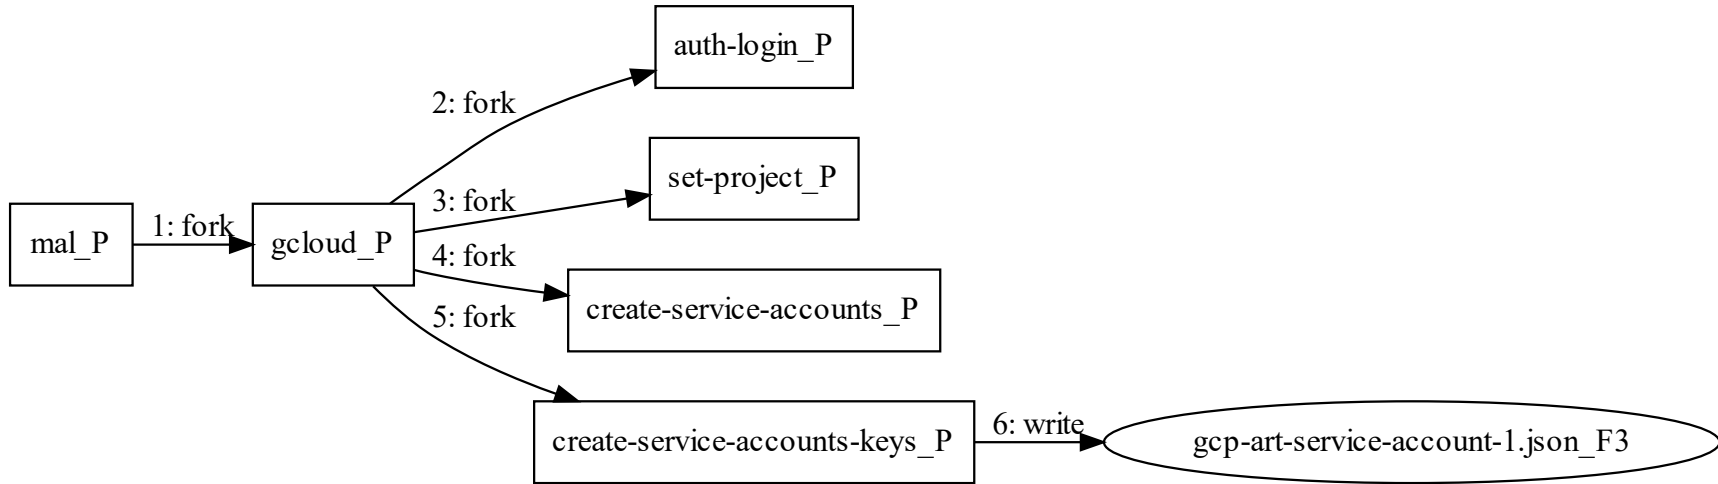 auth-login_P
2: fork
set-project_P
3: fork
mal_P
1: fork
gcloud_P
4: fork
create-service-accounts_P
5: fork
create-service-accounts-keys_P
6: write
gcp-art-service-account-1.json_F3